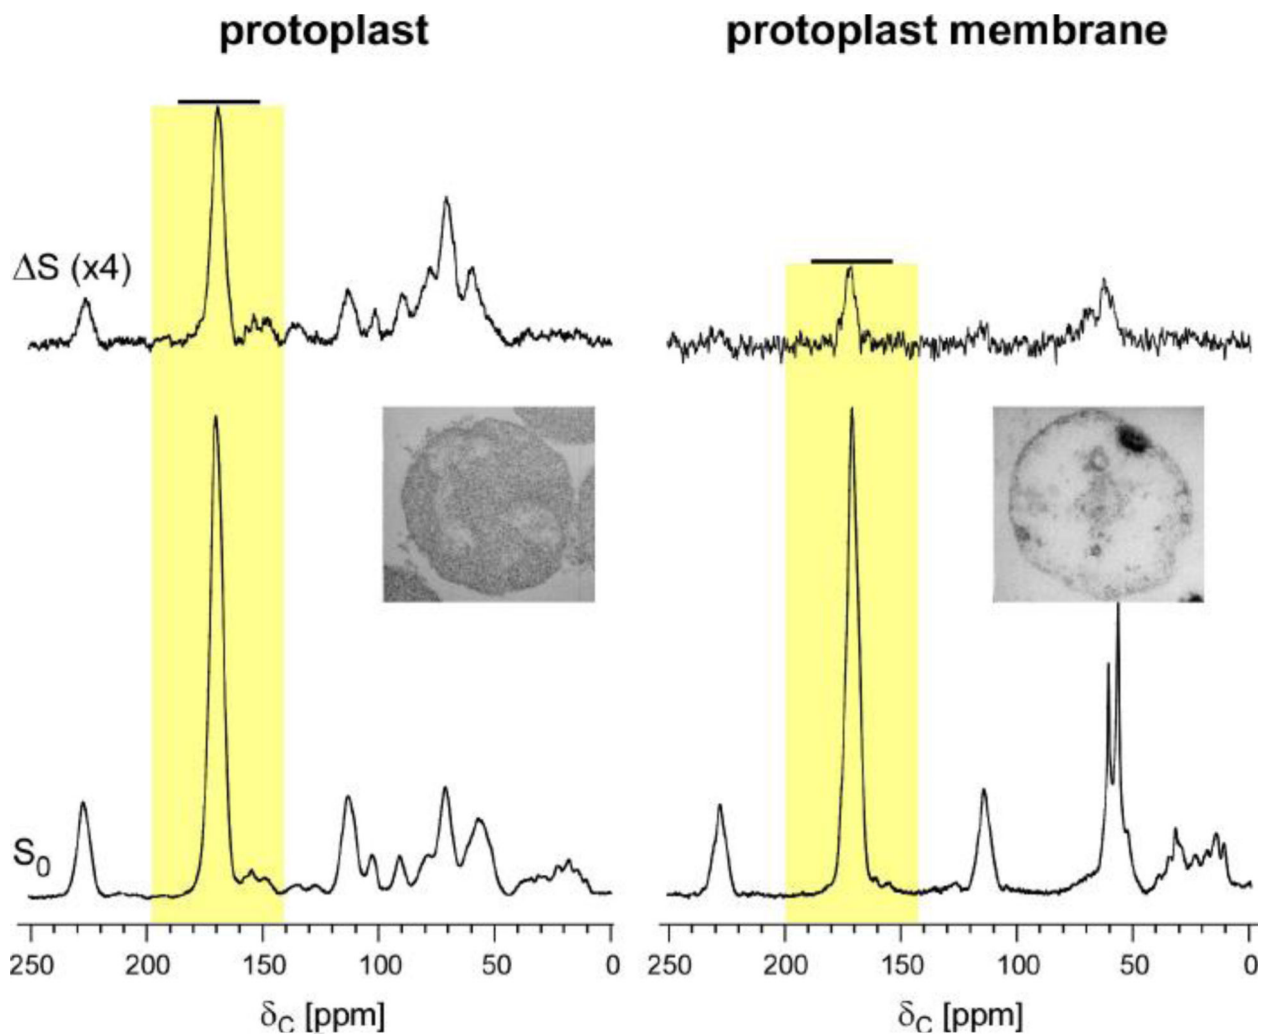 protoplast protoplast membrane
ΔS (x4)
S0
250 200 150 100 50 0 250 200 150 100 50 0
δC [ppm] δC [ppm]